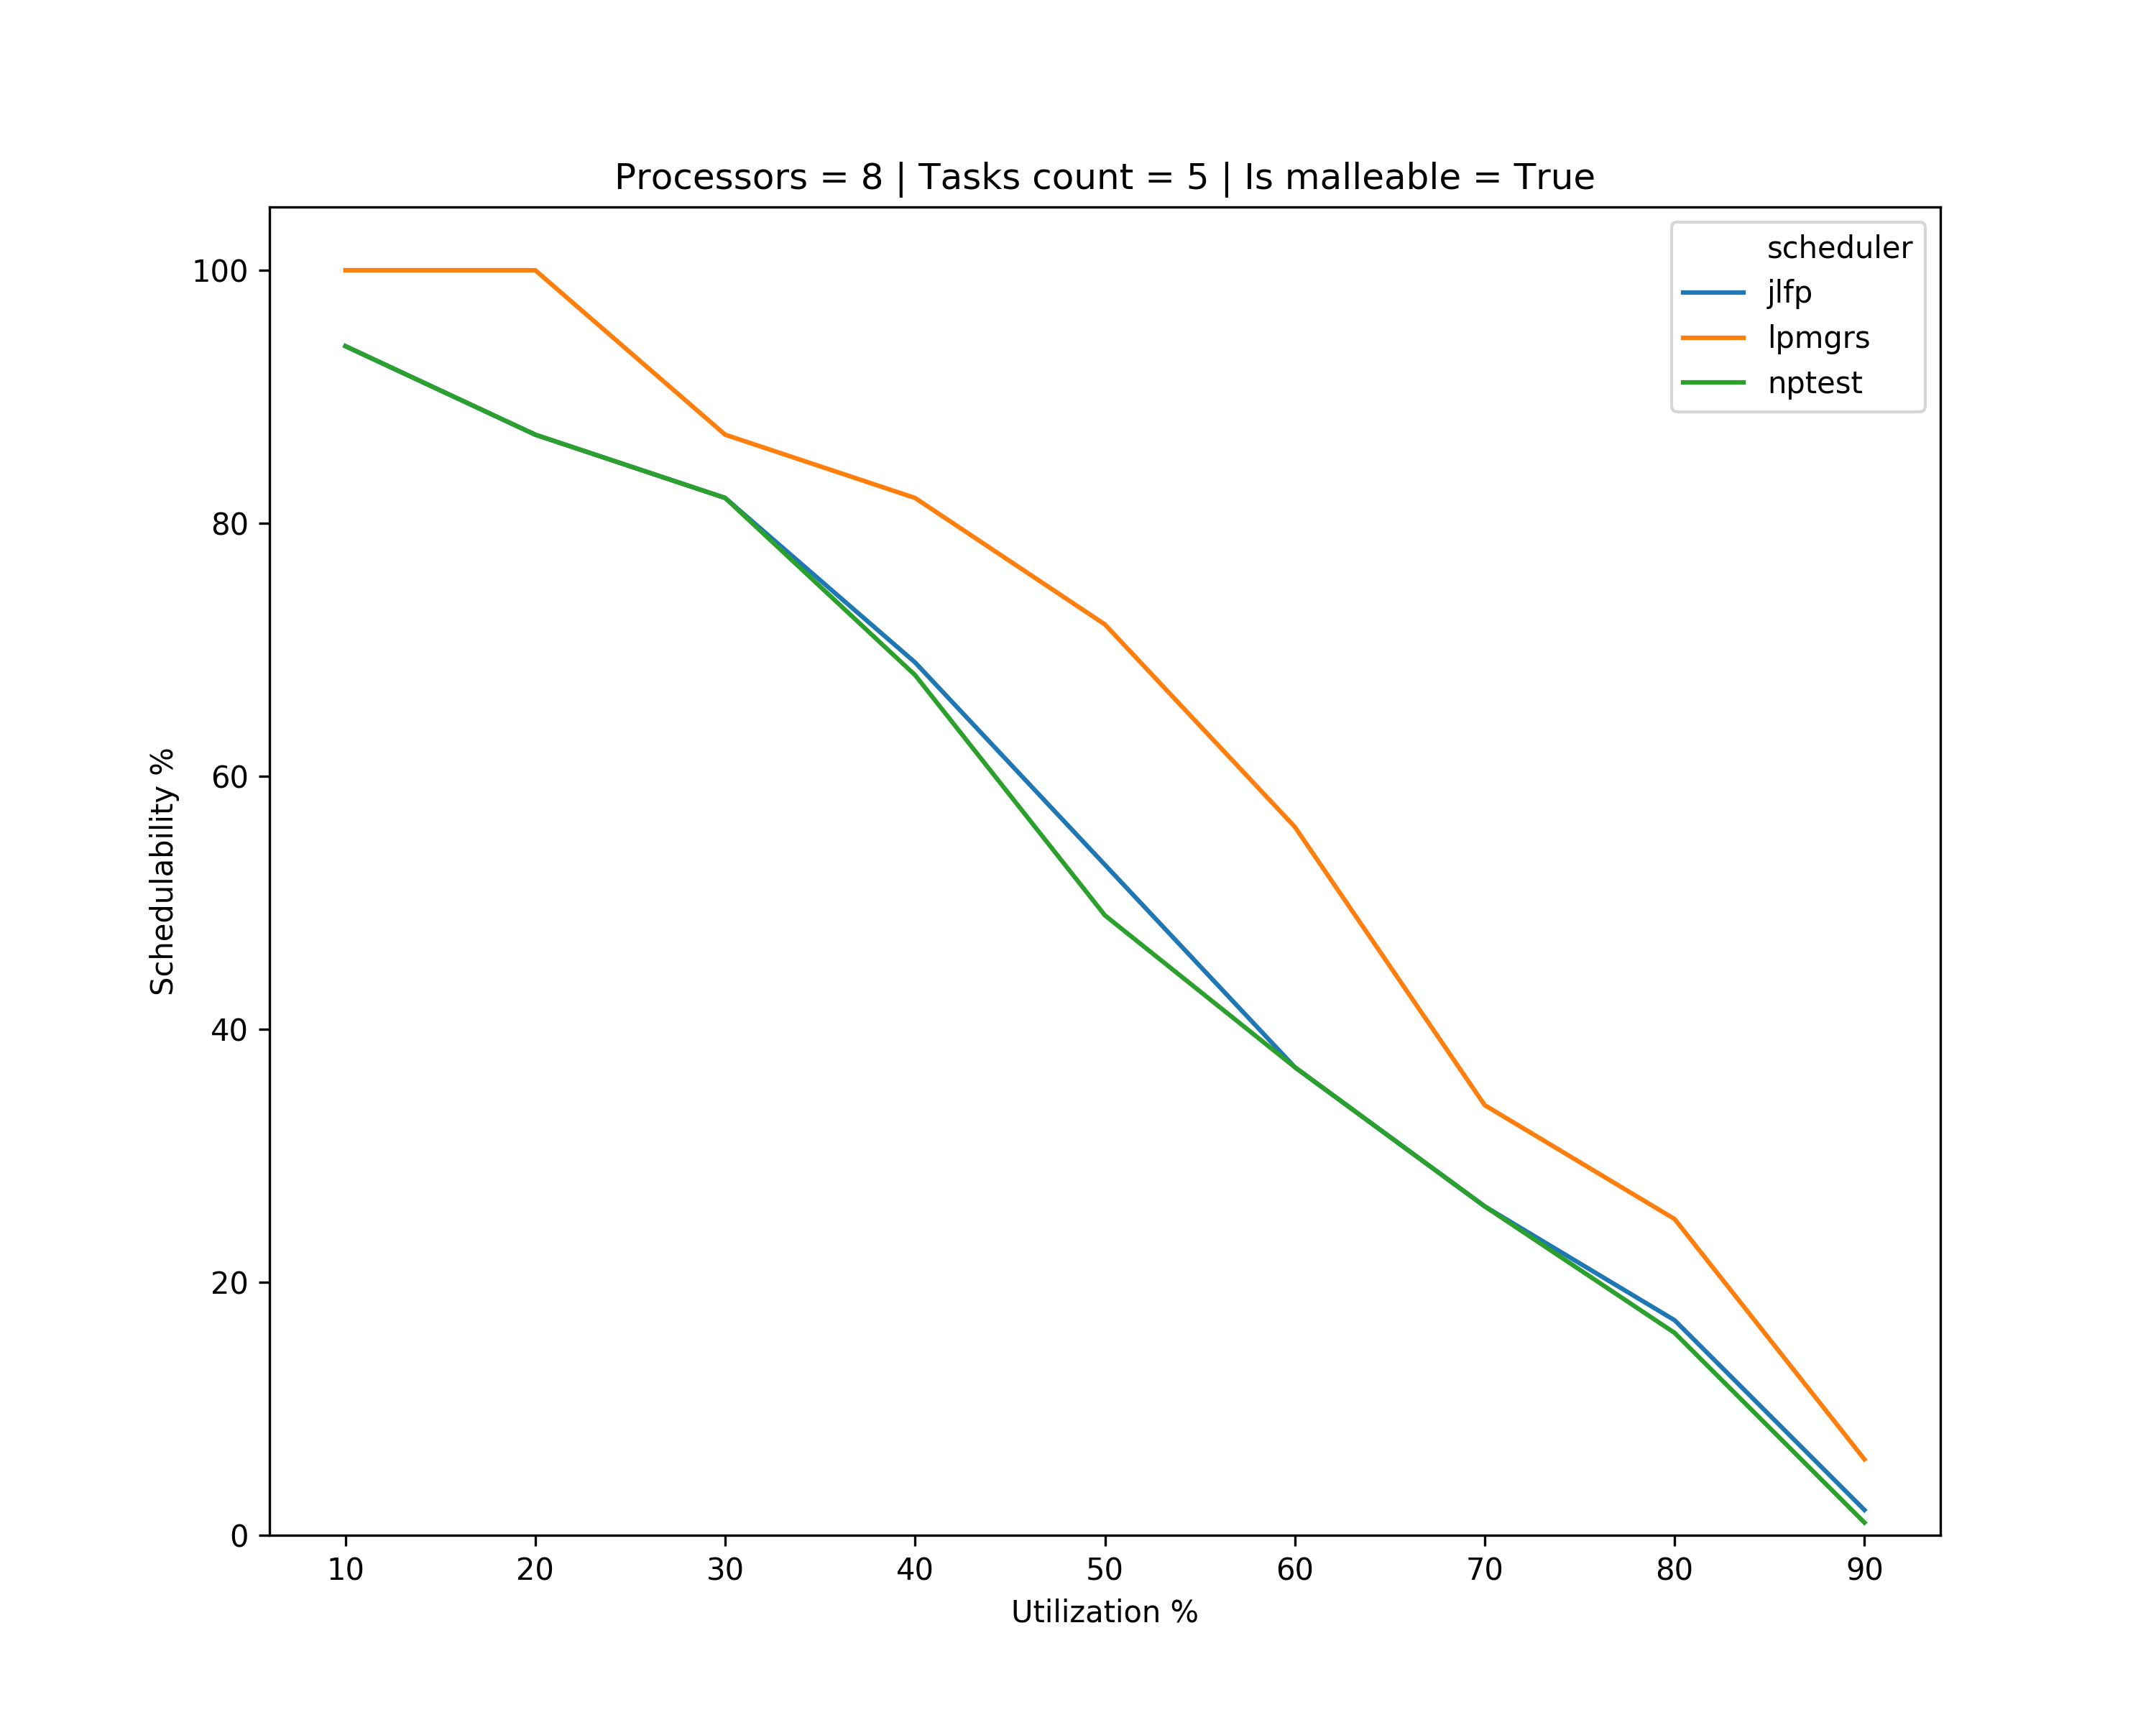 Processors = 8 | Tasks count = 5 | Is malleable = True
scheduler
jlfp
lpmgrs
nptest
Schedulability %
100
80
60
40
20
0
10 20 30 40 50 60 70 80 90
Utilization %